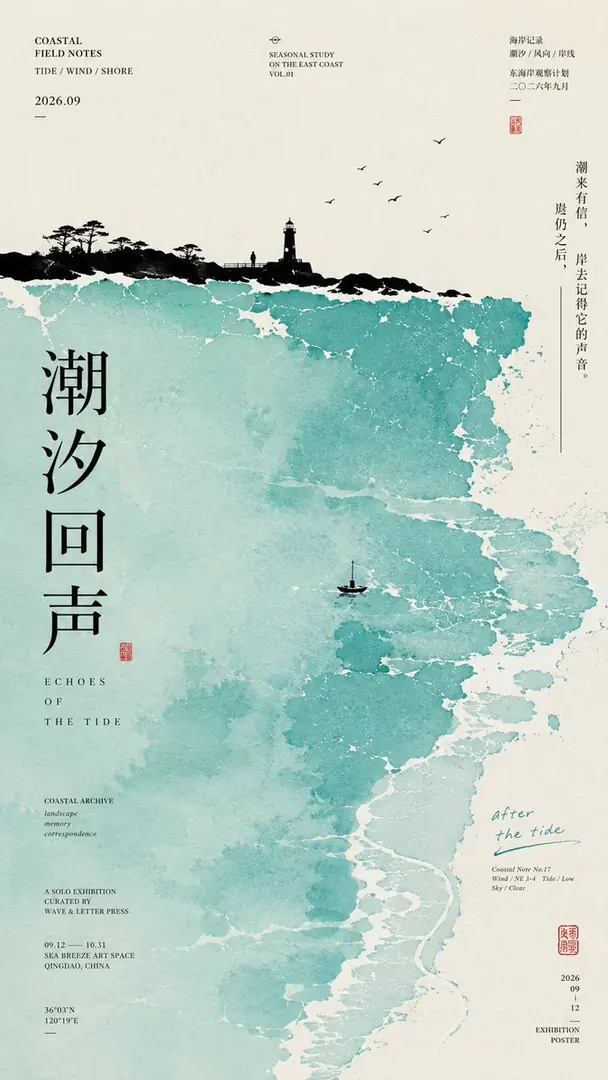 COASTAL
FIELD NOTES
TIDE / WIND / SHORE
2026.09
SEASONAL STUDY
ON THE EAST COAST
VOL.01
海岸记录
潮汐 / 风向 / 岸线
东海岸观察计划
二〇二六年九月
潮来有信，岸去记得它的声音。
仍之后，
潮汐回声
ECHOES
OF
THE TIDE
COASTAL ARCHIVE
landscape
memory
correspondence
A SOLO EXHIBITION
CURATED BY
WAVE & LETTER PRESS
09.12 — 10.31
SEA BREEZE ART SPACE
QINGDAO, CHINA
36°03'N
120°19'E
after
the tide
Coastal Note No.17
Wind / NE 3-4 Tide / Low
Sky / Clear
2026
09
12
EXHIBITION
POSTER